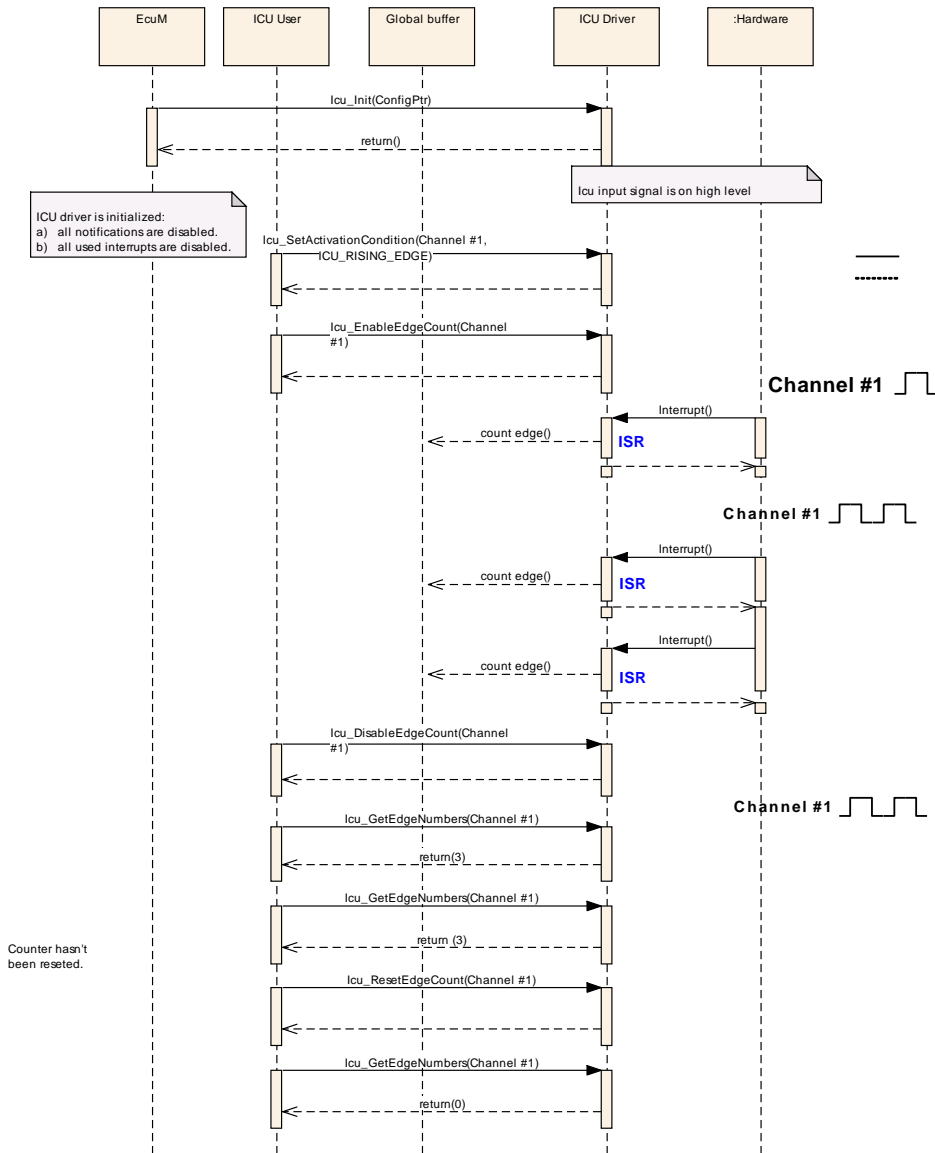 EcuM
ICU User
Global buffer
ICU Driver
:Hardware
Icu_Init(ConfigPtr)
return()
Icu input signal is on high level
ICU driver is initialized:
a) all notifications are disabled.
b) all used interrupts are disabled.
Icu_SetActivationCondition(Channel #1,
ICU_RISING_EDGE)
Icu_EnableEdgeCount(Channel
#1)
Channel #1
Interrupt()
count edge()
ISR
Channel #1
Interrupt()
count edge()
ISR
Interrupt()
count edge()
ISR
Icu_DisableEdgeCount(Channel
#1)
Channel #1
Icu_GetEdgeNumbers(Channel #1)
return(3)
Icu_GetEdgeNumbers(Channel #1)
return (3)
Counter hasn't
been reseted.
Icu_ResetEdgeCount(Channel #1)
Icu_GetEdgeNumbers(Channel #1)
return(0)